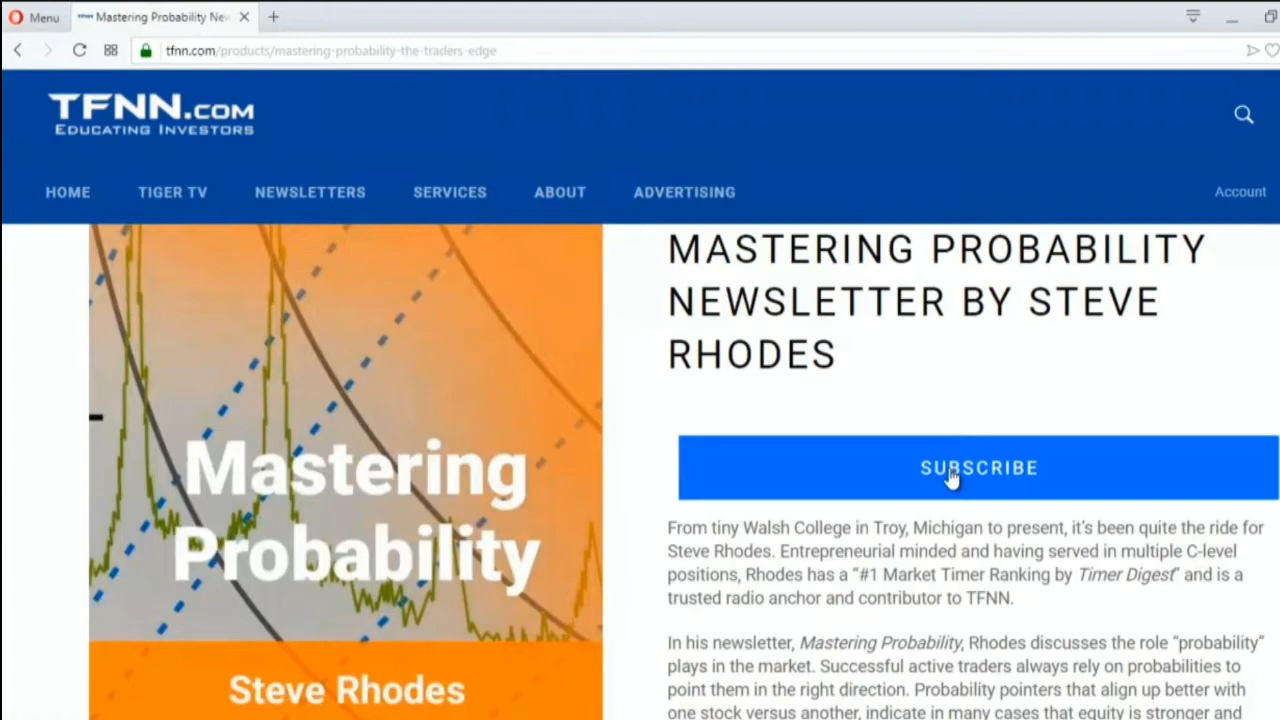 Menu
Mastering Probability Nev
tfnn.com/products/mastering-probability-the-traders-edge
TFNN.COM
EDUCATING INVESTORS
HOME TIGER TV NEWSLETTERS SERVICES ABOUT ADVERTISING Account
MASTERING PROBABILITY
NEWSLETTER BY STEVE
RHODES
Mastering
Probability
Steve Rhodes
SUBSCRIBE
From tiny Walsh College in Troy, Michigan to present, it's been quite the ride for
Steve Rhodes. Entrepreneurial minded and having served in multiple C-level
positions, Rhodes has a “#1 Market Timer Ranking by Timer Digest” and is a
trusted radio anchor and contributor to TFNN.
In his newsletter, Mastering Probability, Rhodes discusses the role “probability”
plays in the market. Successful active traders always rely on probabilities to
point them in the right direction. Probability pointers that align up better with
one stock versus another, indicate in many cases that equity is stronger and